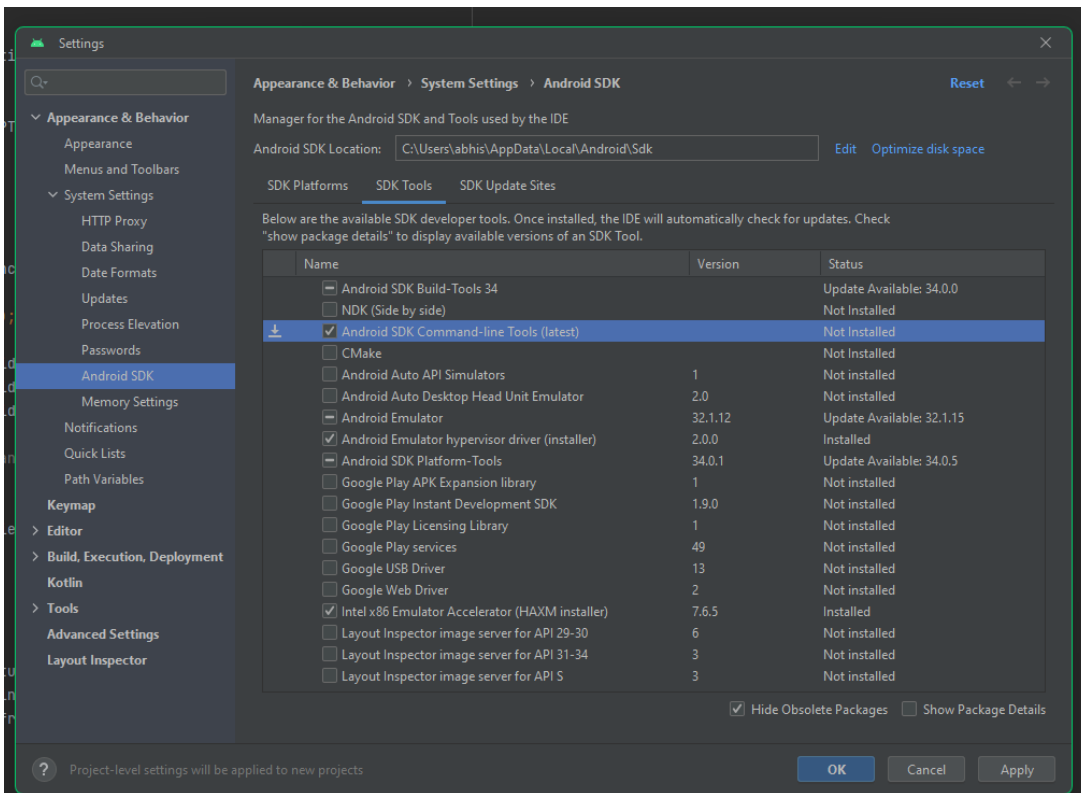 Settings
Appearance & Behavior
Appearance
Menus and Toolbars
System Settings
HTTP Proxy
Data Sharing
Date Formats
Updates
Process Elevation
Passwords
Android SDK
Memory Settings
Notifications
Quick Lists
Path Variables
Keymap
Editor
Build, Execution, Deployment
Kotlin
Tools
Advanced Settings
Layout Inspector
Appearance & Behavior › System Settings › Android SDK Reset
Manager for the Android SDK and Tools used by the IDE
Android SDK Location: C:\Users\abhis\AppData\Local\Android\Sdk Edit Optimize disk space
SDK Platforms SDK Tools SDK Update Sites
Below are the available SDK developer tools. Once installed, the IDE will automatically check for updates. Check
"show package details" to display available versions of an SDK Tool.
Name Version Status
Android SDK Build-Tools 34 Update Available: 34.0.0
NDK (Side by side) Not Installed
Android SDK Command-line Tools (latest) Not Installed
CMake Not Installed
Android Auto API Simulators 1 Not installed
Android Auto Desktop Head Unit Emulator 2.0 Not installed
Android Emulator 32.1.12 Update Available: 32.1.15
Android Emulator hypervisor driver (installer) 2.0.0 Installed
Android SDK Platform-Tools 34.0.1 Update Available: 34.0.5
Google Play APK Expansion library 1 Not installed
Google Play Instant Development SDK 1.9.0 Not installed
Google Play Licensing Library 1 Not installed
Google Play services 49 Not installed
Google USB Driver 13 Not installed
Google Web Driver 2 Not installed
Intel x86 Emulator Accelerator (HAXM installer) 7.6.5 Installed
Layout Inspector image server for API 29-30 6 Not installed
Layout Inspector image server for API 31-34 3 Not installed
Layout Inspector image server for API S 3 Not installed
Hide Obsolete Packages Show Package Details
? Project-level settings will be applied to new projects
OK Cancel Apply